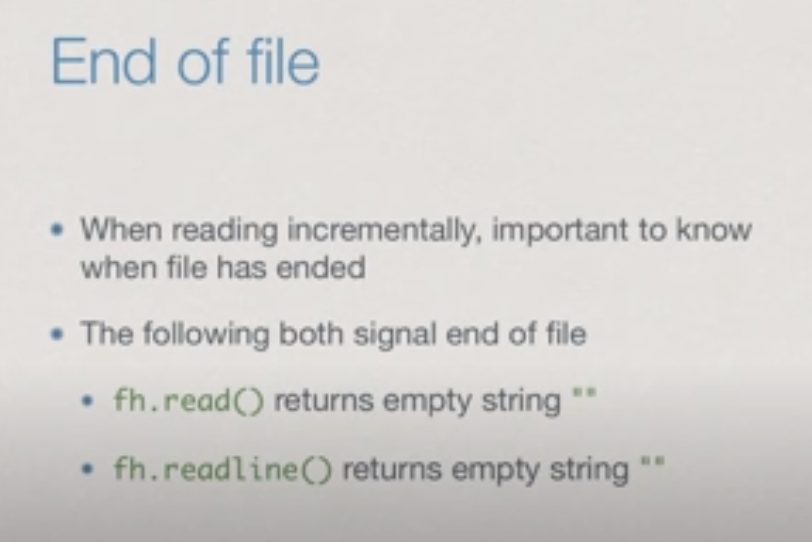 End of file
• When reading incrementally, important to know
when file has ended
• The following both signal end of file
• fh.read() returns empty string ""
• fh.readline() returns empty string ""